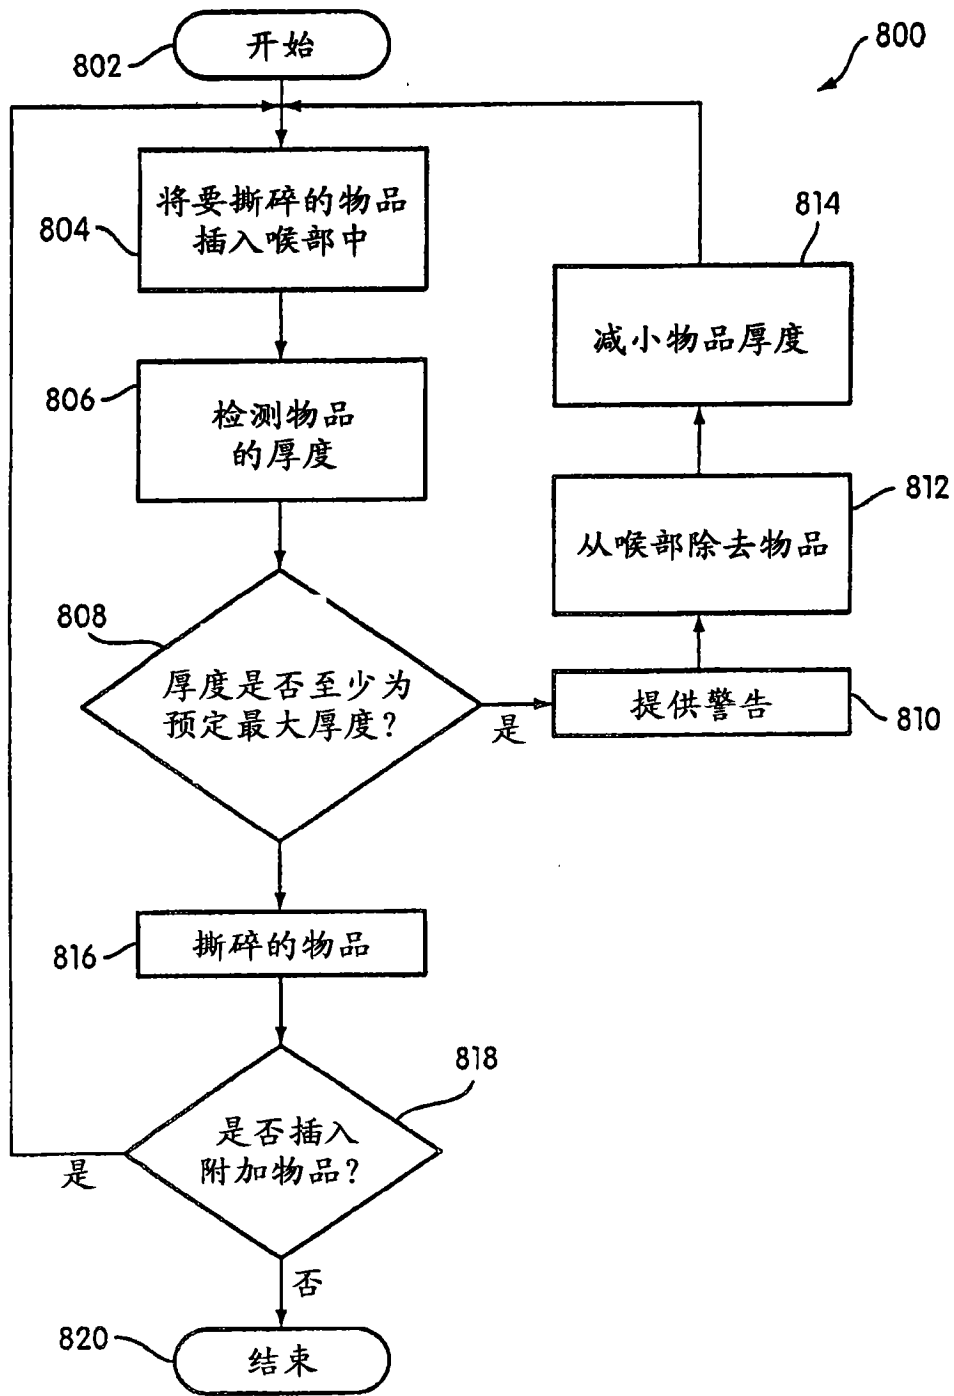 开始
802
800
将要撕碎的物品
插入喉部中
804
814
减小物品厚度
检测物品
的厚度
806
812
从喉部除去物品
808
厚度是否至少为
预定最大厚度?
是
提供警告
810
撕碎的物品
816
818
是否插入
附加物品?
是
否
820
结束